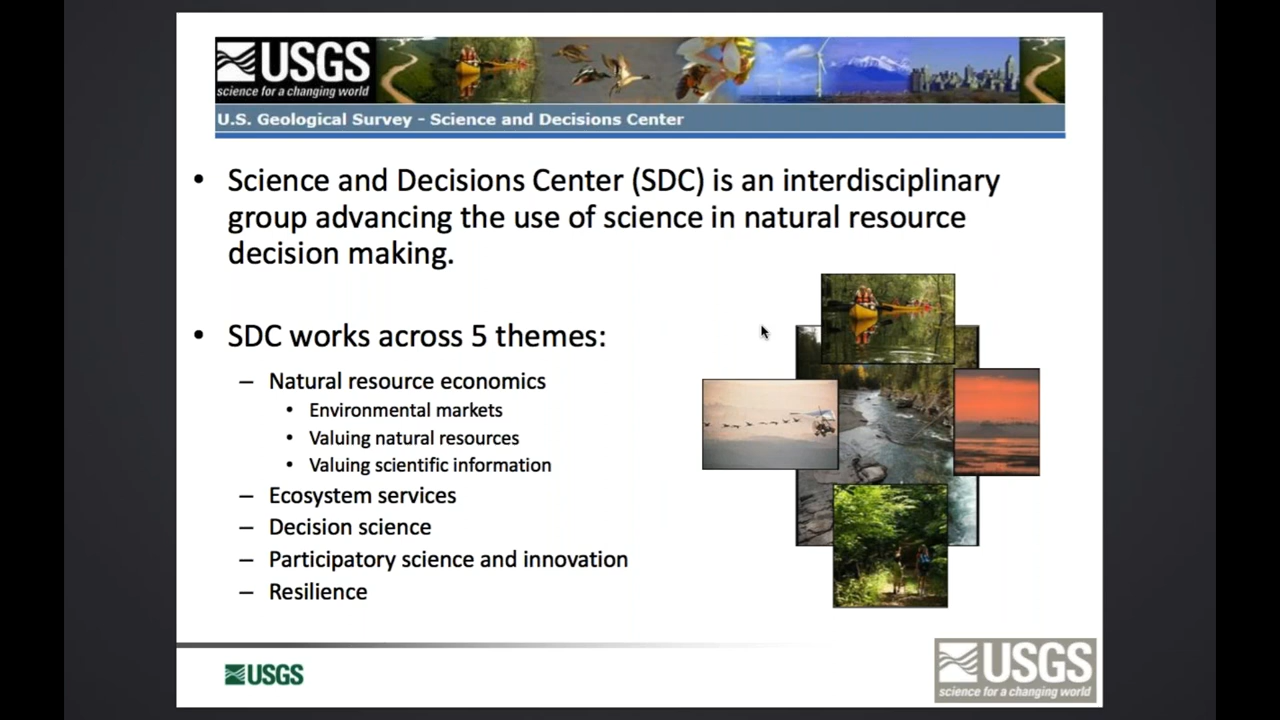 USGS
science for a changing world
U.S. Geological Survey - Science and Decisions Center
• Science and Decisions Center (SDC) is an interdisciplinary
group advancing the use of science in natural resource
decision making.
• SDC works across 5 themes:
– Natural resource economics
• Environmental markets
• Valuing natural resources
• Valuing scientific information
– Ecosystem services
– Decision science
– Participatory science and innovation
– Resilience
USGS
USGS
science for a changing world